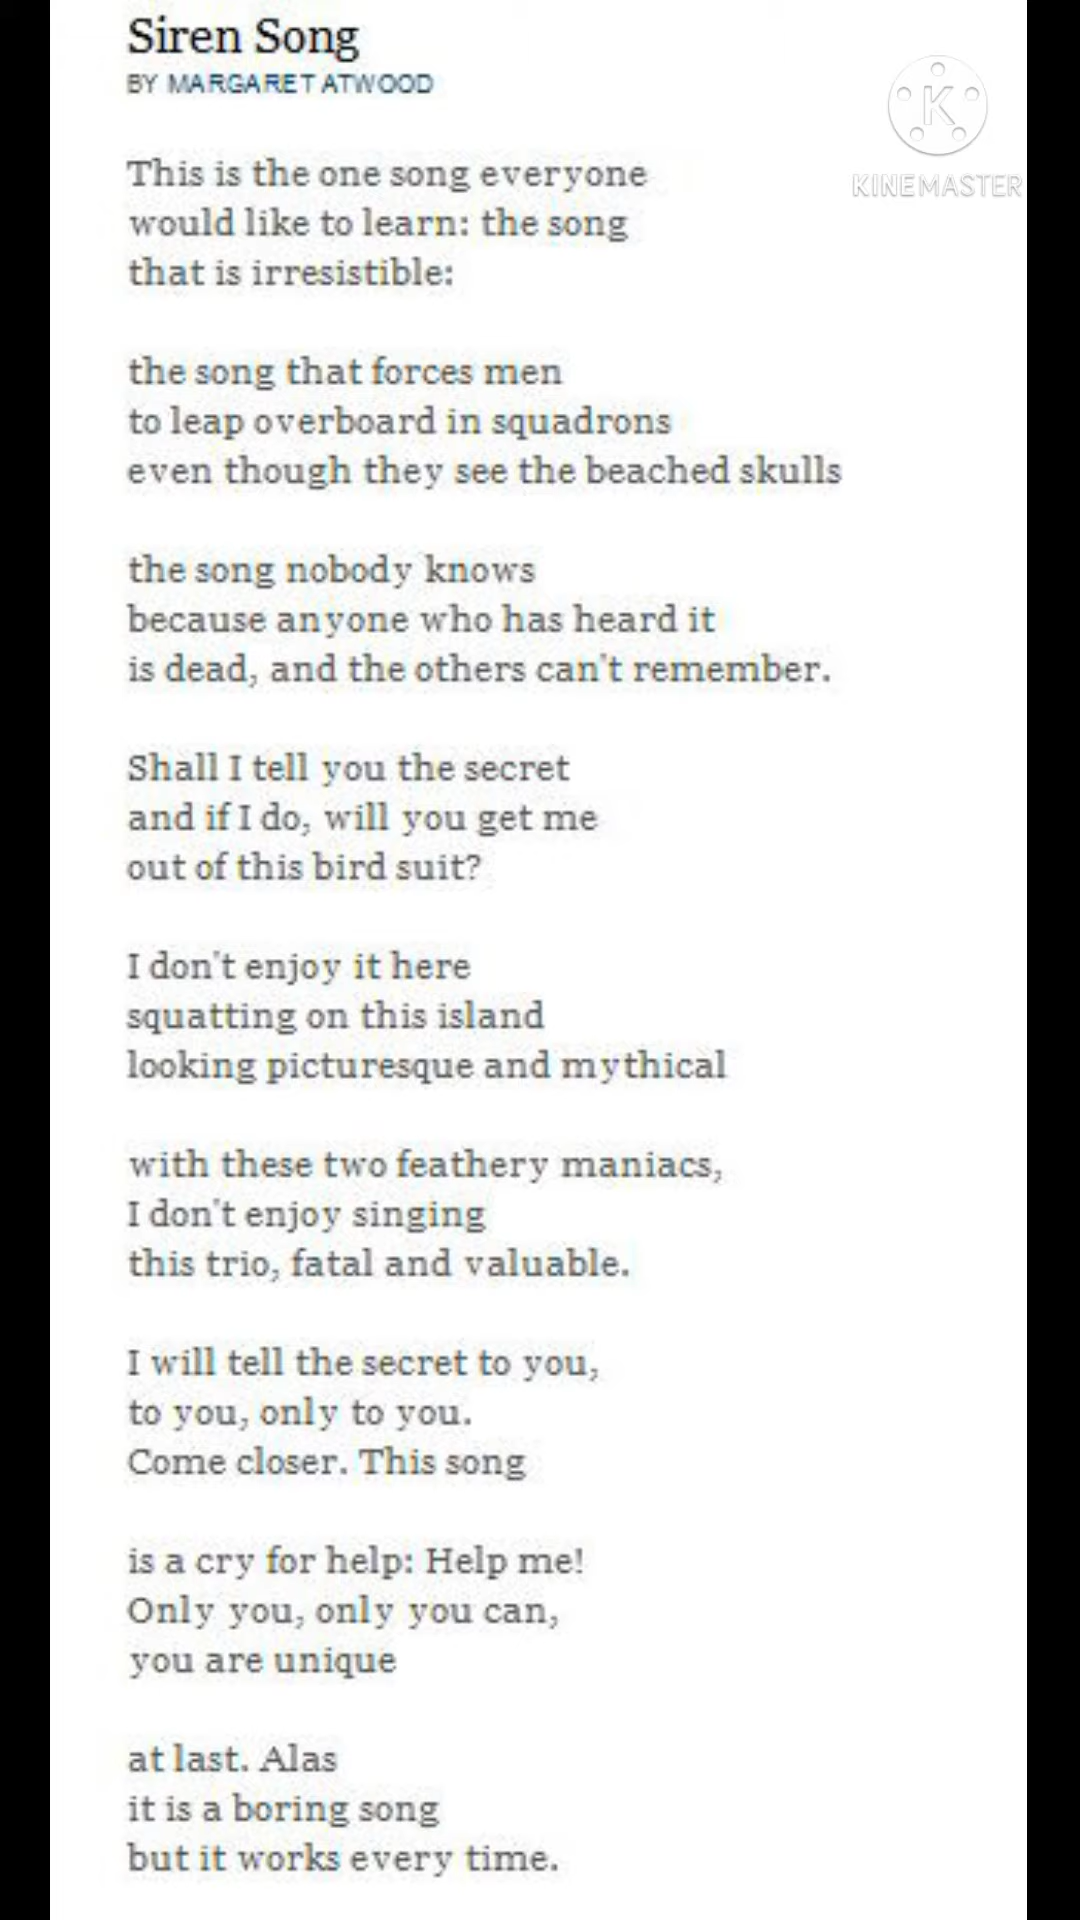 Siren Song
BY MARGARET ATWOOD
K
KINEMASTER
This is the one song everyone
would like to learn: the song
that is irresistible:
the song that forces men
to leap overboard in squadrons
even though they see the beached skulls
the song nobody knows
because anyone who has heard it
is dead, and the others can't remember.
Shall I tell you the secret
and if I do, will you get me
out of this bird suit?
I don't enjoy it here
squatting on this island
looking picturesque and mythical
with these two feathery maniacs,
I don't enjoy singing
this trio, fatal and valuable.
I will tell the secret to you,
to you, only to you.
Come closer. This song
is a cry for help: Help me!
Only you, only you can,
you are unique
at last. Alas
it is a boring song
but it works every time.